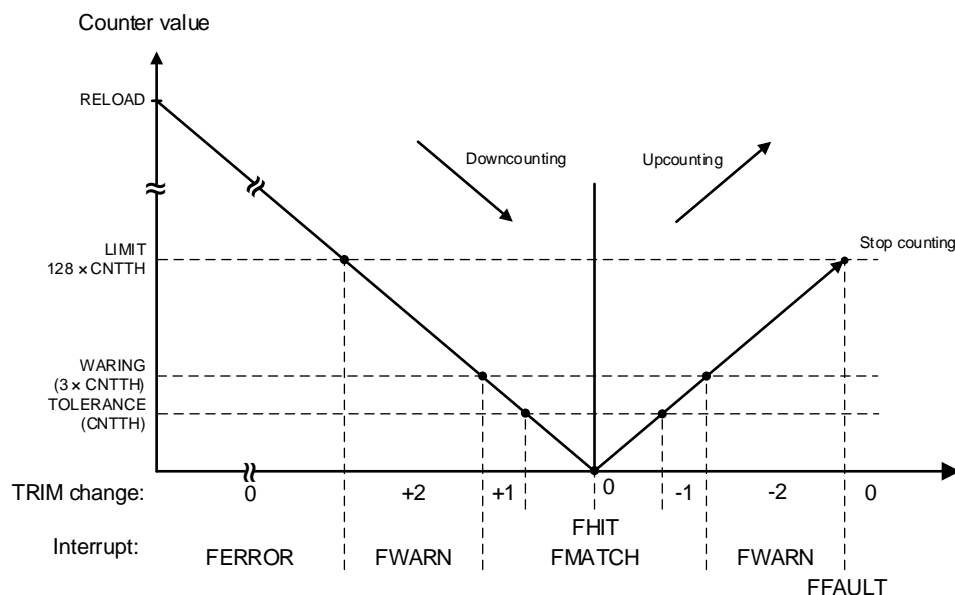 Counter value
RELOAD
Downcounting
Upcounting
LIMIT
128 × CNTTH
Stop counting
WARING
(3 × CNTTH)
TOLERANCE
(CNTTH)
TRIM change:
0
+2
+1
0
-1
-2
0
Interrupt:
FHIT
FERROR
FWARN
FMATCH
FWARN
FFAULT